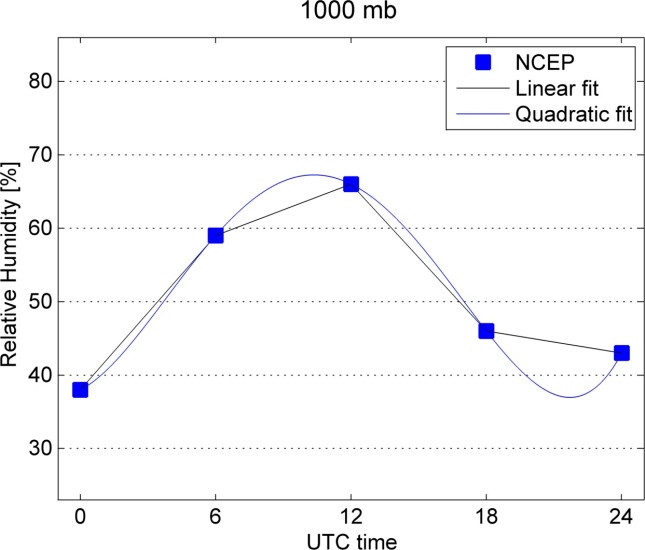 1000 mb
NCEP
Linear fit
Quadratic fit
Relative Humidity [%]
80
70
60
50
40
30
0 6 12 18 24
UTC time